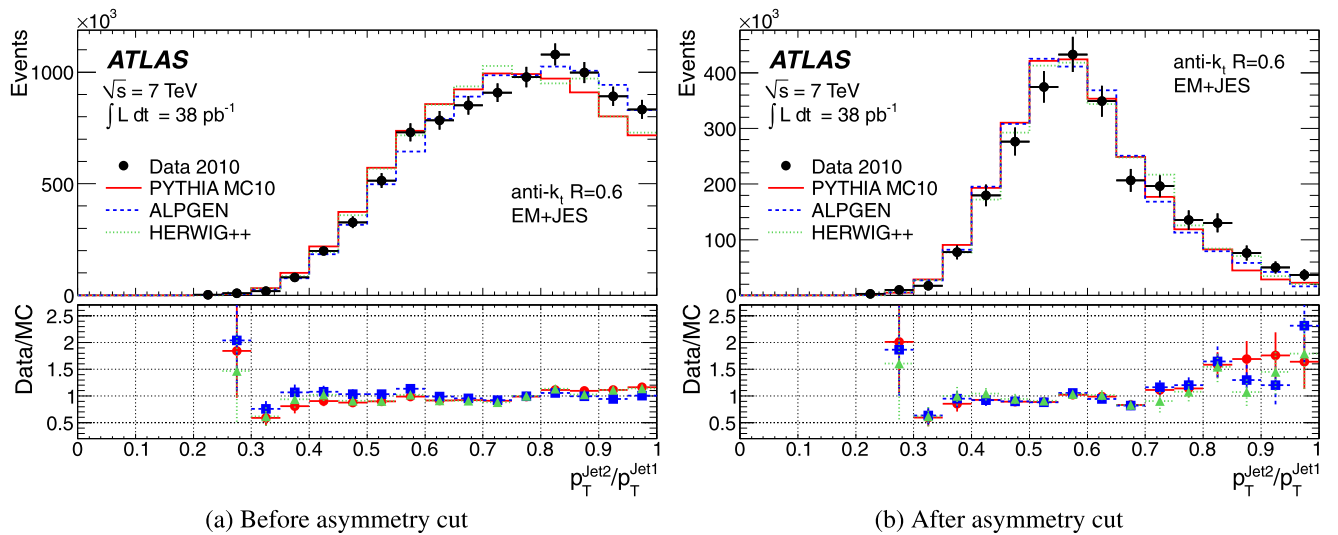 ×10³
Events
1000
500
0
ATLAS
√s = 7 TeV
∫ L dt = 38 pb⁻¹
Data 2010
PYTHIA MC10
ALPGEN
HERWIG++
anti-kₜ R=0.6
EM+JES
Data/MC
2.5
2
1.5
1
0.5
0 0.1 0.2 0.3 0.4 0.5 0.6 0.7 0.8 0.9 1
p_T^Jet2/p_T^Jet1
(a) Before asymmetry cut
×10³
Events
400
300
200
100
0
ATLAS
√s = 7 TeV
∫ L dt = 38 pb⁻¹
Data 2010
PYTHIA MC10
ALPGEN
HERWIG++
anti-kₜ R=0.6
EM+JES
Data/MC
2.5
2
1.5
1
0.5
0 0.1 0.2 0.3 0.4 0.5 0.6 0.7 0.8 0.9 1
p_T^Jet2/p_T^Jet1
(b) After asymmetry cut